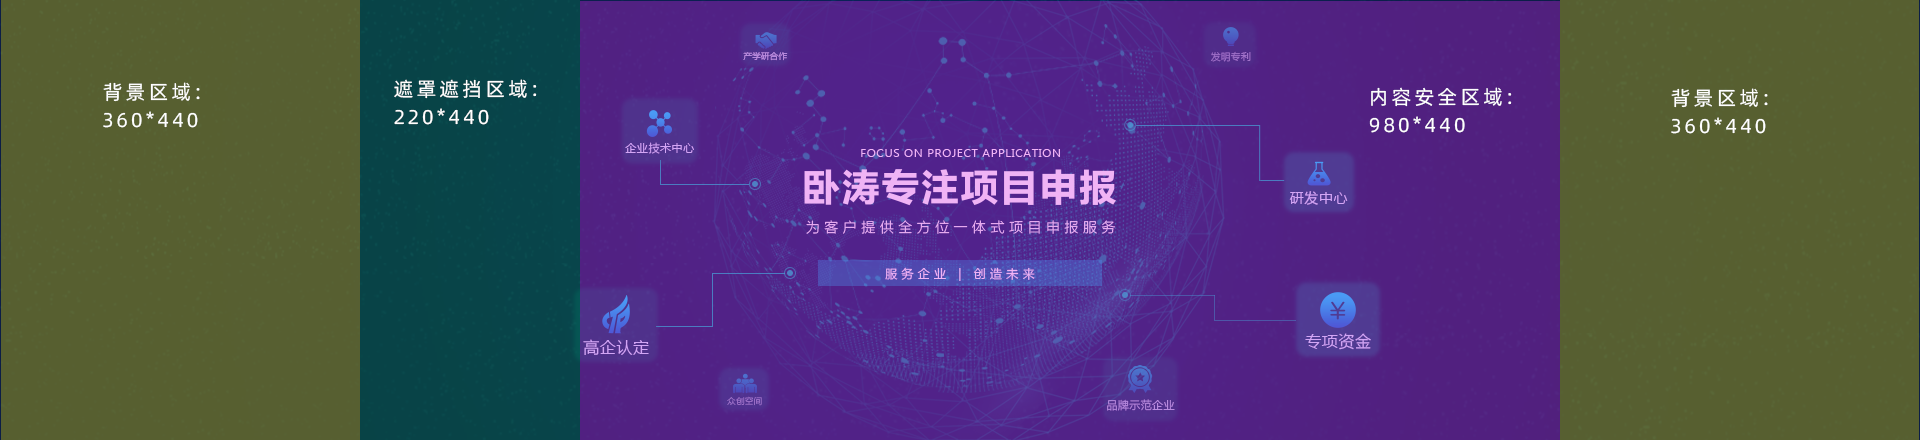 背景区域:
360*440
遮罩遮挡区域:
220*440
产学研合作
发明专利
内容安全区域:
980*440
背景区域:
360*440
企业技术中心
FOCUS ON PROJECT APPLICATION
卧涛专注项目申报
研发中心
为客户提供全方位一体式项目申报服务
服务企业 | 创造未来
高企认定
¥
专项资金
众创空间
品牌示范企业